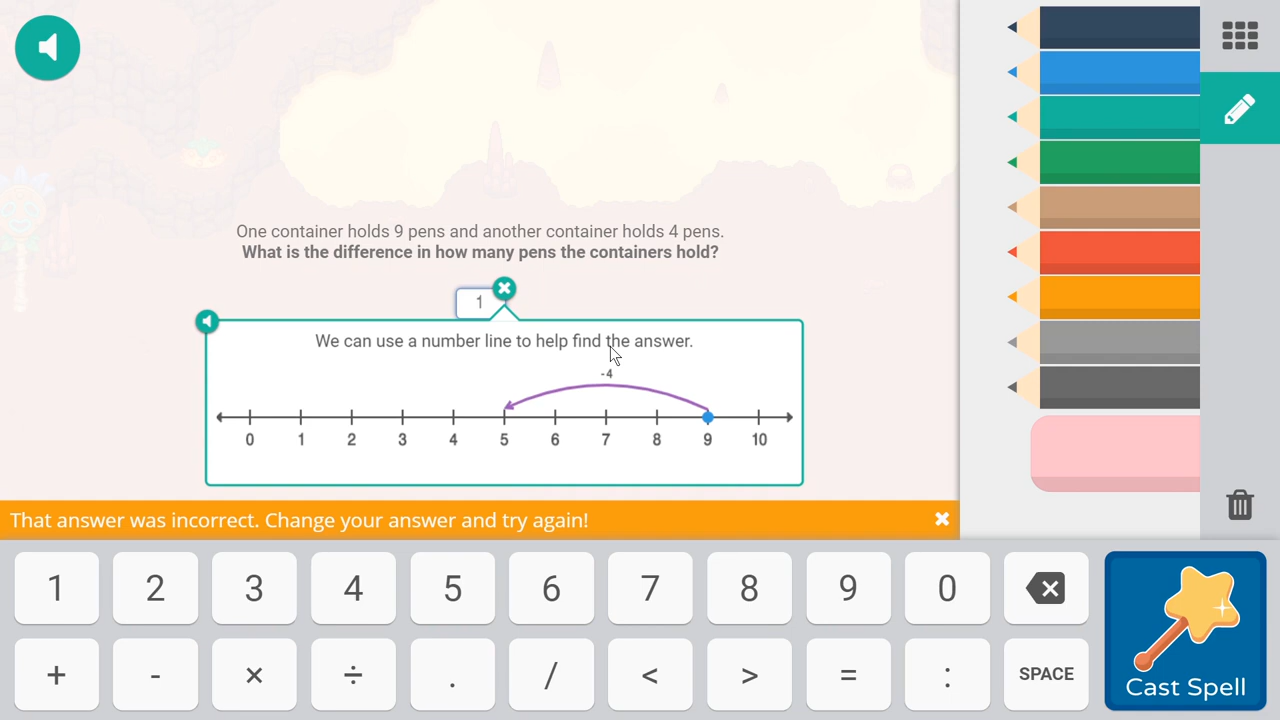 One container holds 9 pens and another container holds 4 pens.
What is the difference in how many pens the containers hold?
1
We can use a number line to help find the answer.
-4
0 1 2 3 4 5 6 7 8 9 10
That answer was incorrect. Change your answer and try again!
1 2 3 4 5 6 7 8 9 0
+ - × ÷ . / < > = : SPACE
Cast Spell